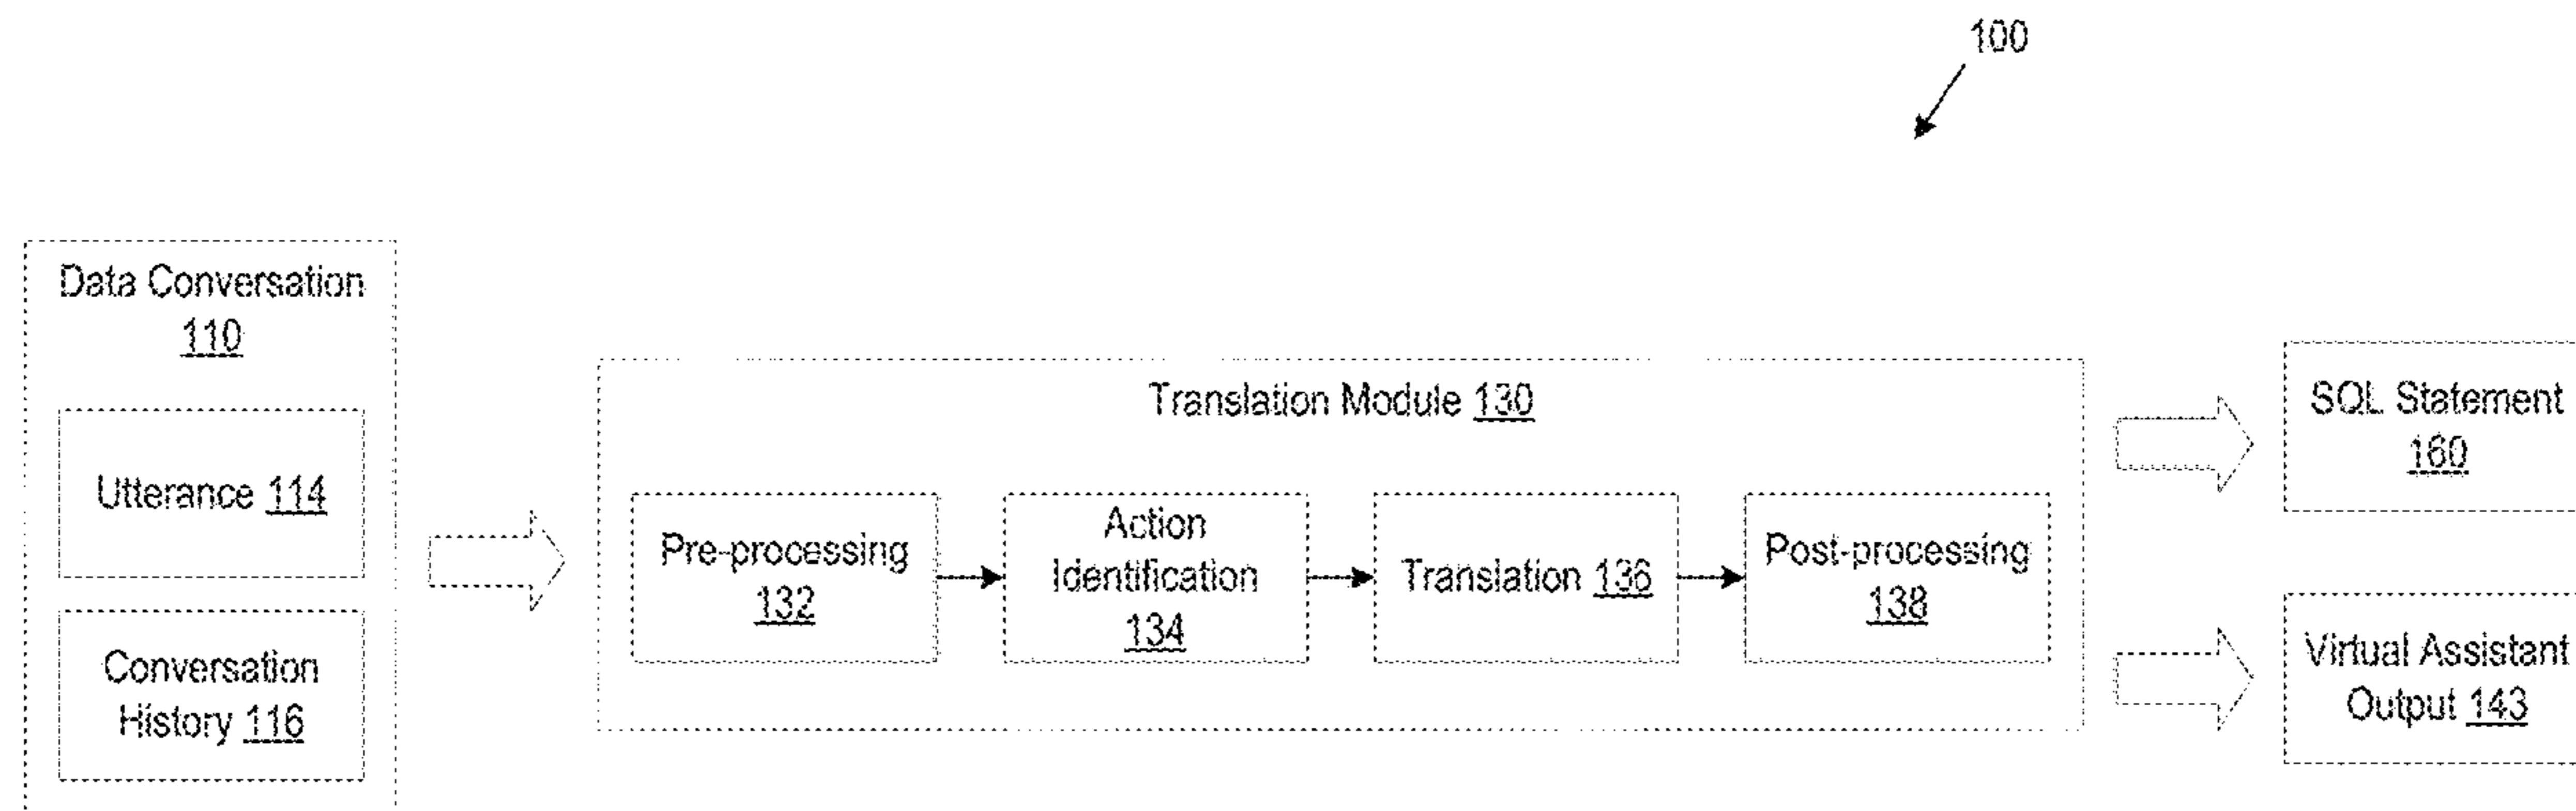 100
Data Conversation
110
Utterance 114
Conversation
History 116
Translation Module 130
Pre-processing
132
Action
Identification
134
Translation 136
Post-processing
138
SQL Statement
160
Virtual Assistant
Output 143